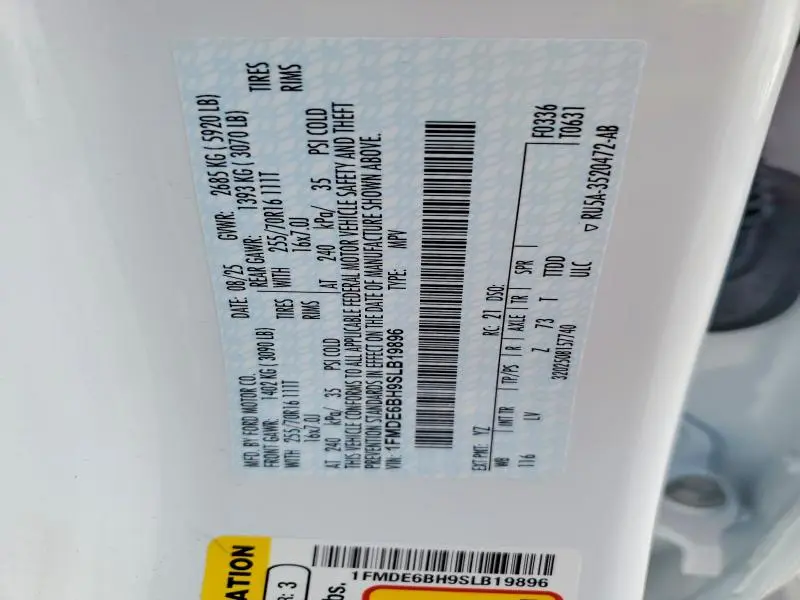 MFD. BY FORD MOTOR CO.
DATE: 08/25 GVWR: 2685 KG ( 5920 LB)
FRONT GAWR: 1402 KG ( 3090 LB) REAR GAWR: 1393 KG ( 3070 LB)
WITH 255/70R16 111T TIRES WITH 255/70R16 111T TIRES
16x7.0J RIMS 16x7.0J RIMS
AT 240 kPa/ 35 PSI COLD AT 240 kPa/ 35 PSI COLD
THIS VEHICLE CONFORMS TO ALL APPLICABLE FEDERAL MOTOR VEHICLE SAFETY AND THEFT
PREVENTION STANDARDS IN EFFECT ON THE DATE OF MANUFACTURE SHOWN ABOVE.
VIN: 1FMDE6BH9SLB19896 TYPE: MPV
EXT PNT: YZ RC: 21 DSO: F0336
WB INT TR TP/PS R AXLE TR SPR T0631
116 LV Z 73 T TTDD
3202508157740 ULC
▽ RU5A-3520472-AB
ATION
R: 3
bs.
1FMDE6BH9SLB19896